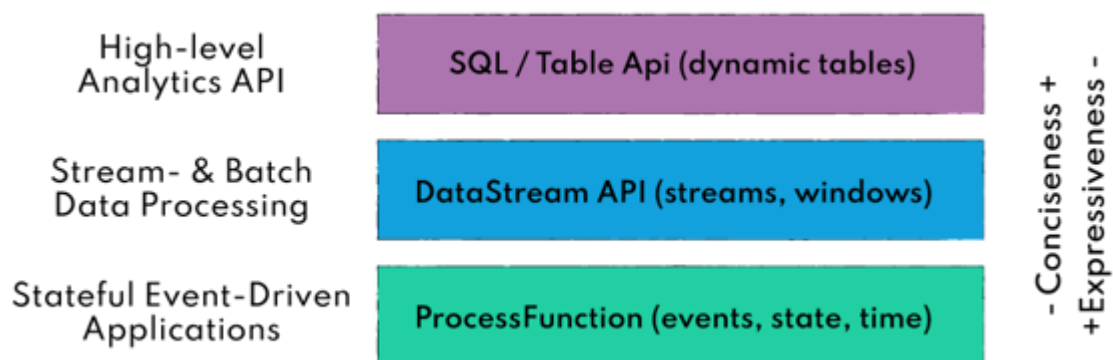 High-level
Analytics API
SQL / Table Api (dynamic tables)
Stream- & Batch
Data Processing
DataStream API (streams, windows)
Stateful Event-Driven
Applications
ProcessFunction (events, state, time)
- Conciseness +
+Expressiveness -